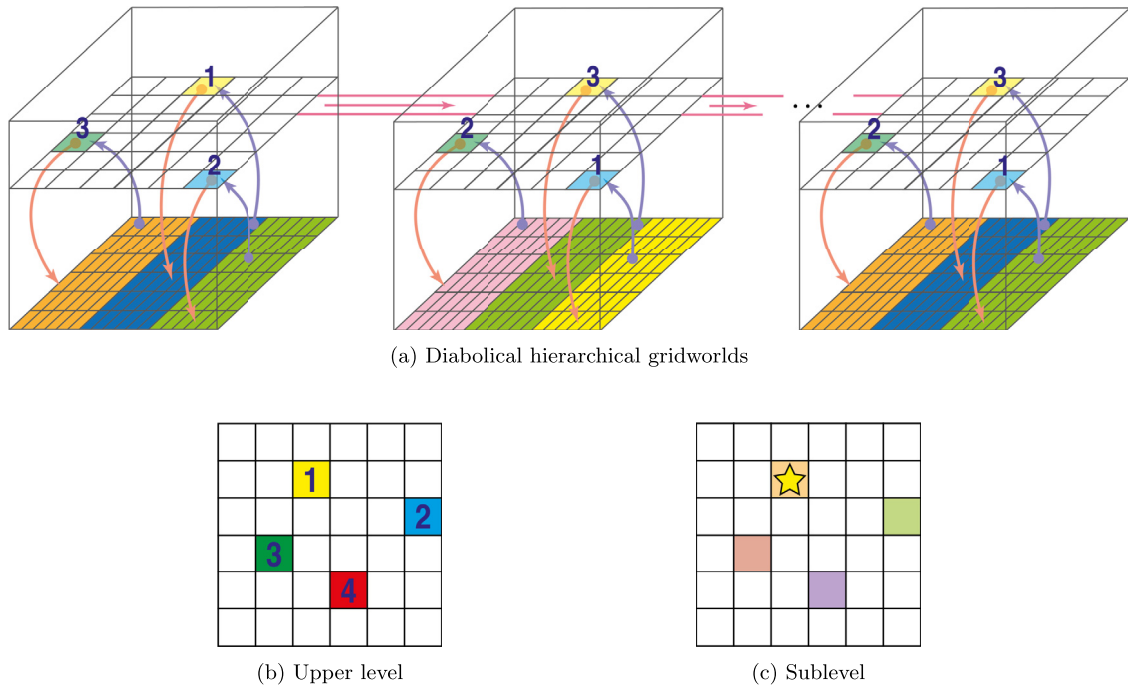 1 3 3
3 2 2
2 1 1
...
(a) Diabolical hierarchical gridworlds
1
2
3
4
(b) Upper level (c) Sublevel